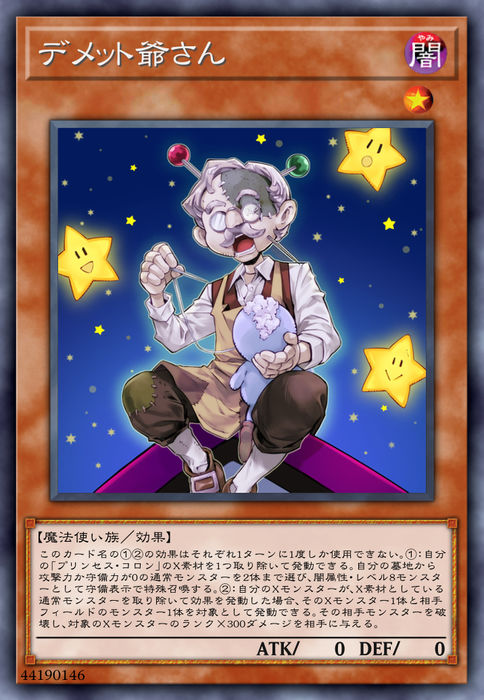 デメット爺さん
やみ
闇
【魔法使い族／効果】
このカード名の①②の効果はそれぞれ1ターンに1度しか使用できない。①：自分
の「プリンセス・コロン」のX素材を1つ取り除いて発動できる。自分の墓地から
攻撃力か守備力が0の通常モンスターを2体まで選び、闇属性・レベル8モンスタ
ーとして守備表示で特殊召喚する。②：自分のXモンスターが、X素材としている
通常モンスターを取り除いて効果を発動した場合、そのXモンスター1体と相手
フィールドのモンスター1体を対象として発動できる。その相手モンスターを破
壊し、対象のXモンスターのランク×300ダメージを相手に与える。
ATK/ 0 DEF/ 0
44190146